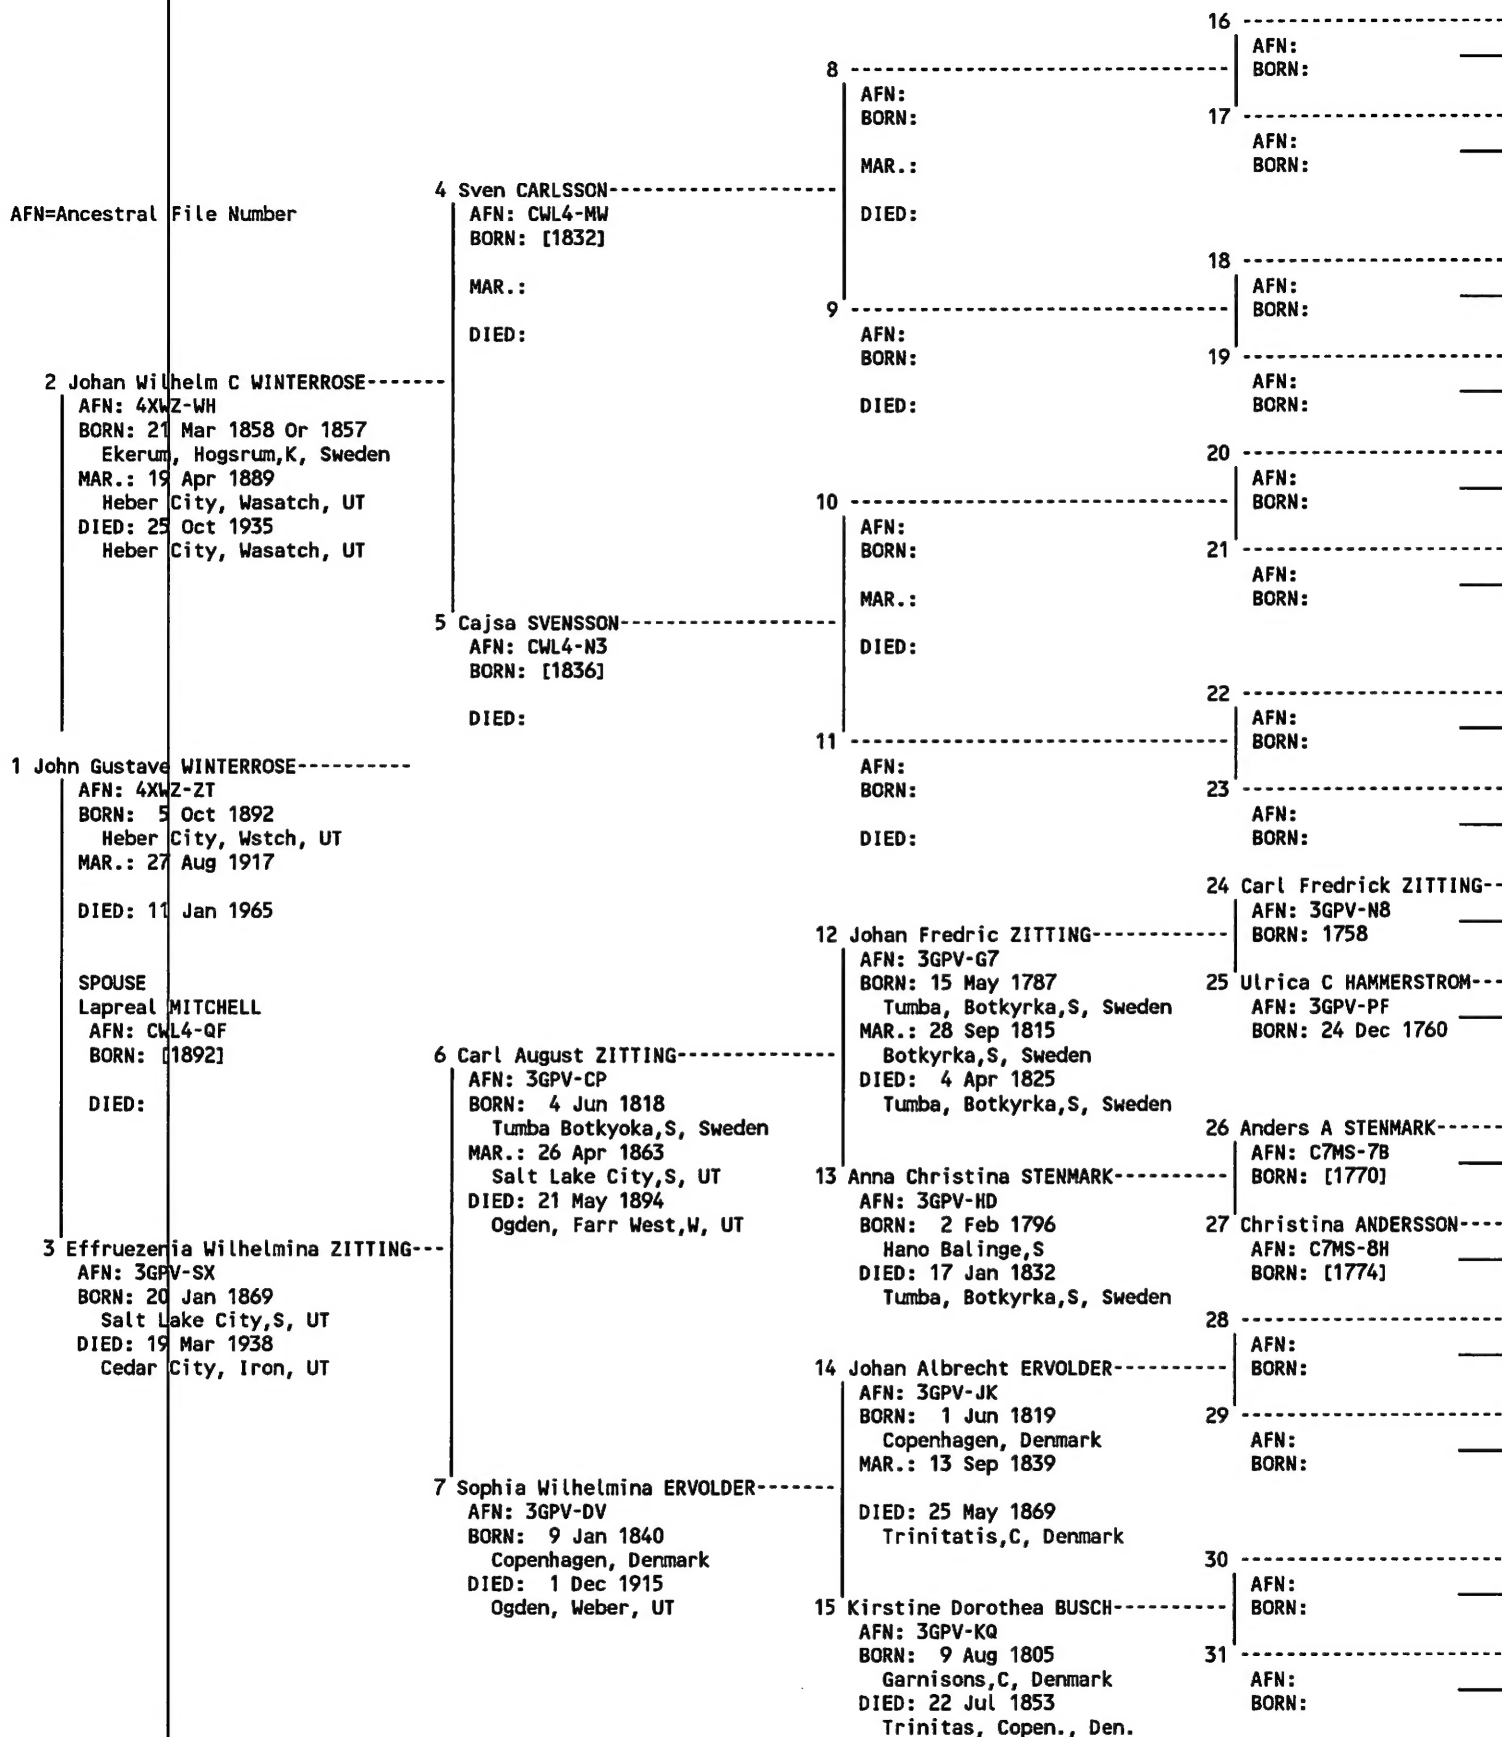 AFN=Ancestral File Number
1 John Gustave WINTERROSE----------
AFN: 4XWZ-ZT
BORN:  5 Oct 1892
Heber City, Wstch, UT
MAR.: 27 Aug 1917
DIED: 11 Jan 1965
SPOUSE
Lapreal MITCHELL
AFN: CWL4-QF
BORN: [1892]
DIED:
2 Johan Wilhelm C WINTERROSE-------
AFN: 4XWZ-WH
BORN: 21 Mar 1858 Or 1857
Ekerum, Hogsrum,K, Sweden
MAR.: 19 Apr 1889
Heber City, Wasatch, UT
DIED: 25 Oct 1935
Heber City, Wasatch, UT
3 Effruezenia Wilhelmina ZITTING---
AFN: 3GPV-SX
BORN: 20 Jan 1869
Salt Lake City,S, UT
DIED: 19 Mar 1938
Cedar City, Iron, UT
4 Sven CARLSSON--------------------
AFN: CWL4-MW
BORN: [1832]
MAR.:
DIED:
5 Cajsa SVENSSON-------------------
AFN: CWL4-N3
BORN: [1836]
DIED:
6 Carl August ZITTING--------------
AFN: 3GPV-CP
BORN:  4 Jun 1818
Tumba Botkyoka,S, Sweden
MAR.: 26 Apr 1863
Salt Lake City,S, UT
DIED: 21 May 1894
Ogden, Farr West,W, UT
7 Sophia Wilhelmina ERVOLDER-------
AFN: 3GPV-DV
BORN:  9 Jan 1840
Copenhagen, Denmark
DIED:  1 Dec 1915
Ogden, Weber, UT
8 ---------------------------------
AFN:
BORN:
MAR.:
DIED:
9 ---------------------------------
AFN:
BORN:
DIED:
10 ---------------------------------
AFN:
BORN:
MAR.:
DIED:
11 ---------------------------------
AFN:
BORN:
DIED:
12 Johan Fredric ZITTING------------
AFN: 3GPV-G7
BORN: 15 May 1787
Tumba, Botkyrka,S, Sweden
MAR.: 28 Sep 1815
Botkyrka,S, Sweden
DIED:  4 Apr 1825
Tumba, Botkyrka,S, Sweden
13 Anna Christina STENMARK----------
AFN: 3GPV-HD
BORN:  2 Feb 1796
Hano Balinge,S
DIED: 17 Jan 1832
Tumba, Botkyrka,S, Sweden
14 Johan Albrecht ERVOLDER----------
AFN: 3GPV-JK
BORN:  1 Jun 1819
Copenhagen, Denmark
MAR.: 13 Sep 1839
DIED: 25 May 1869
Trinitatis,C, Denmark
15 Kirstine Dorothea BUSCH----------
AFN: 3GPV-KQ
BORN:  9 Aug 1805
Garnisons,C, Denmark
DIED: 22 Jul 1853
Trinitas, Copen., Den.
16 -----------------------
AFN:
BORN:
17 -----------------------
AFN:
BORN:
18 -----------------------
AFN:
BORN:
19 -----------------------
AFN:
BORN:
20 -----------------------
AFN:
BORN:
21 -----------------------
AFN:
BORN:
22 -----------------------
AFN:
BORN:
23 -----------------------
AFN:
BORN:
24 Carl Fredrick ZITTING--
AFN: 3GPV-N8
BORN: 1758
25 Ulrica C HAMMERSTROM---
AFN: 3GPV-PF
BORN: 24 Dec 1760
26 Anders A STENMARK------
AFN: C7MS-7B
BORN: [1770]
27 Christina ANDERSSON----
AFN: C7MS-8H
BORN: [1774]
28 -----------------------
AFN:
BORN:
29 -----------------------
AFN:
BORN:
30 -----------------------
AFN:
BORN:
31 -----------------------
AFN:
BORN: